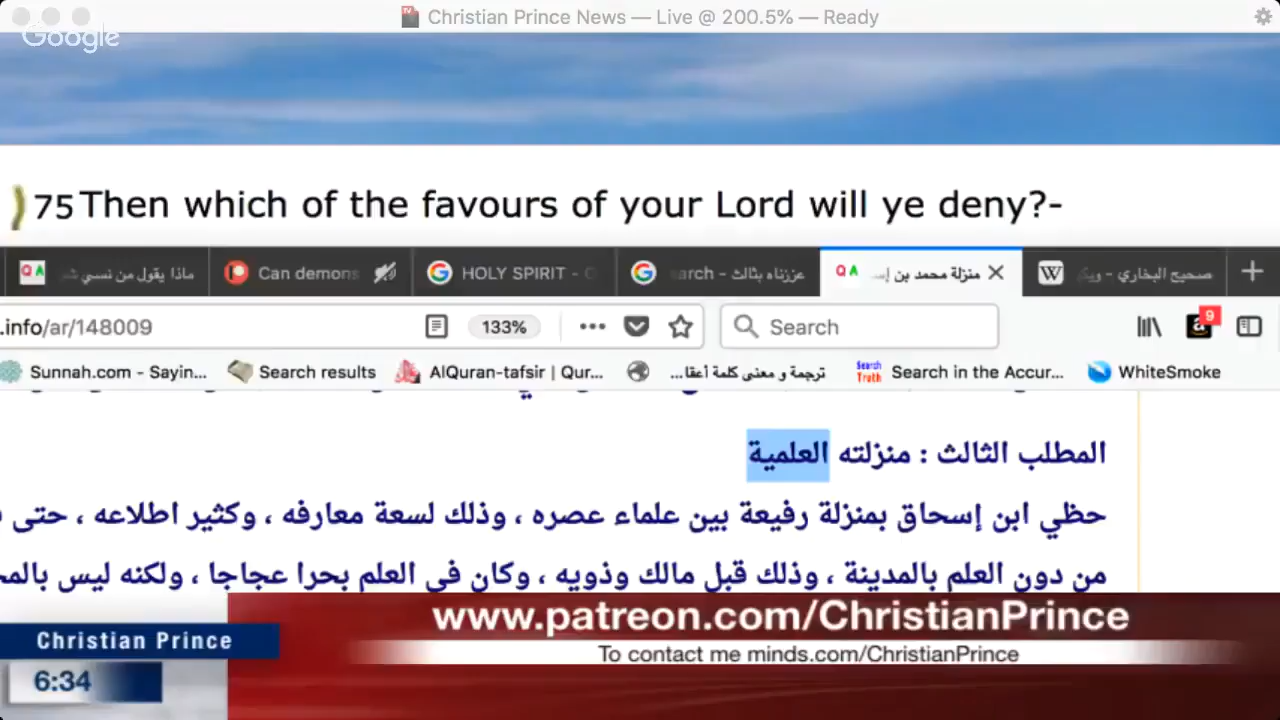 Christian Prince News — Live @ 200.5% — Ready
Google
75 Then which of the favours of your Lord will ye deny?-
ماذا يقول من نسي Can demons HOLY SPIRIT - عززناه بثالث - arch منزلة محمد بن إس صحيح البخاري - ويك
.info/ar/148009 133% Search 9
Sunnah.com - Sayin... Search results AlQuran-tafsir | Qur... ترجمة و معنى كلمة أعقا... Search Truth Search in the Accur... WhiteSmoke
المطلب الثالث : منزلته العلمية
حظي ابن إسحاق بمنزلة رفيعة بين علماء عصره ، وذلك لسعة معارفه ، وكثير اطلاعه ، حتى
من دون العلم بالمدينة ، وذلك قبل مالك وذويه ، وكان في العلم بحرا عجاجا ، ولكنه ليس
www.patreon.com/ChristianPrince
Christian Prince
To contact me minds.com/ChristianPrince
6:34